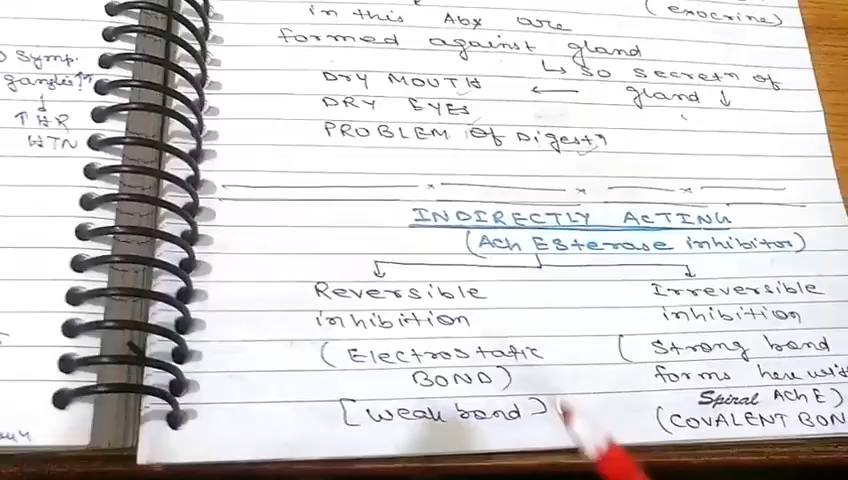 in this Abx are
(exocrine)
formed against gland
↳ so secretn of
gland ↓
DRY MOUTH ←
DRY EYES
PROBLEM of Digestn
Symp.
ganglia ↑↑
↓
↑ HR
HTN
INDIRECTLY ACTING
(Ach Esterase inhibitor)
Reversible
inhibition
(Electrostatic
BOND)
[weak bond]
Irreversible
inhibition
(Strong bond
forms here with
Spiral AchE)
(COVALENT BON